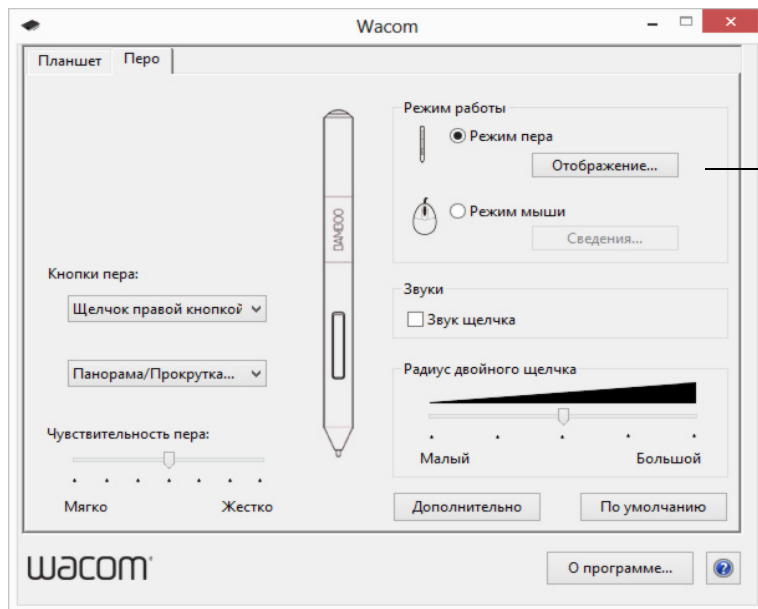 Wacom
Планшет
Перо
Режим работы
Режим пера
Отображение...
Режим мыши
Сведения...
BAMBOO
Кнопки пера:
Щелчок правой кнопкой
Панорама/Прокрутка...
Чувствительность пера:
Мягко
Жестко
Звуки
Звук щелчка
Радиус двойного щелчка
Малый
Большой
Дополнительно
По умолчанию
wacom
О программе...
?